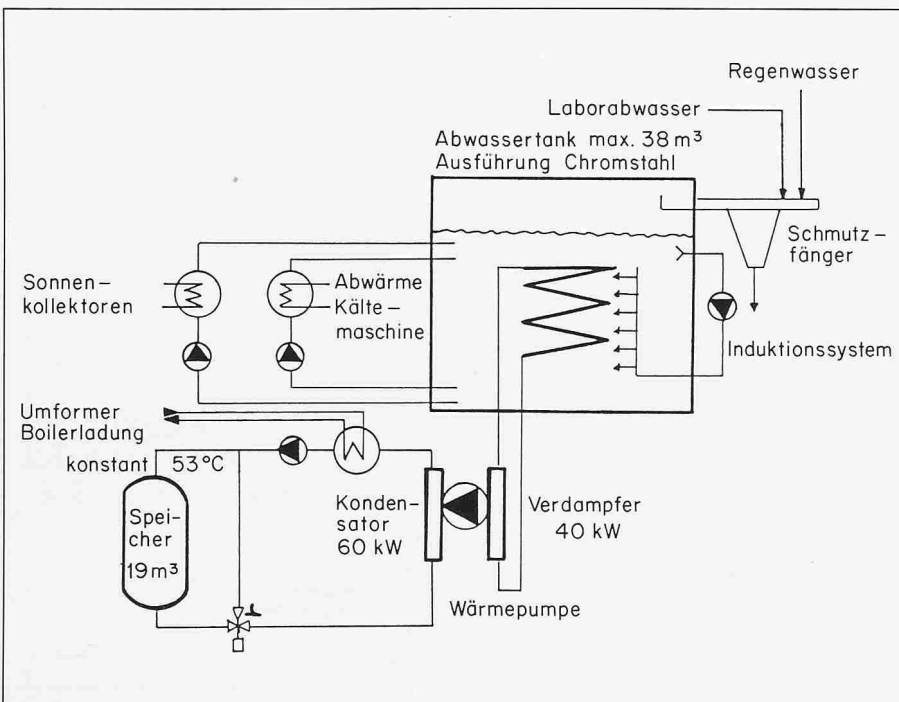 Regenwasser
Laborabwasser
Abwassertank max. 38 m³
Ausführung Chromstahl
Schmutz-
fänger
Sonnen-
kollektoren
Abwärme
Kälte-
maschine
Induktionssystem
Umformer
Boilerladung
konstant 53°C
Konden-
sator
60 kW
Verdampfer
40 kW
Spei-
cher
19 m³
Wärmepumpe